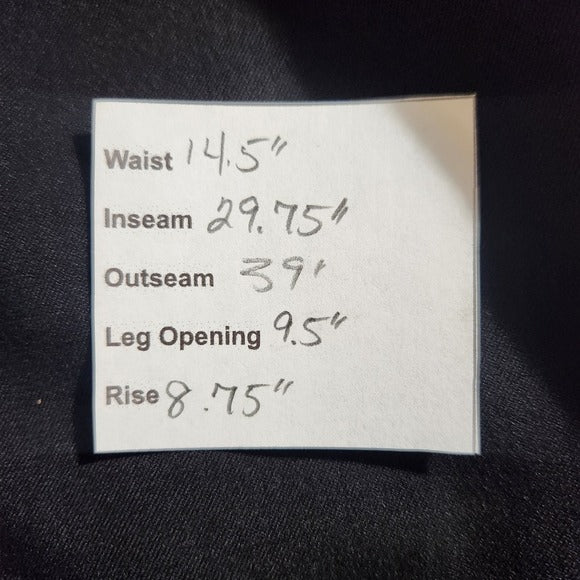 Waist 14.5"
Inseam 29.75"
Outseam 39'
Leg Opening 9.5"
Rise 8.75"